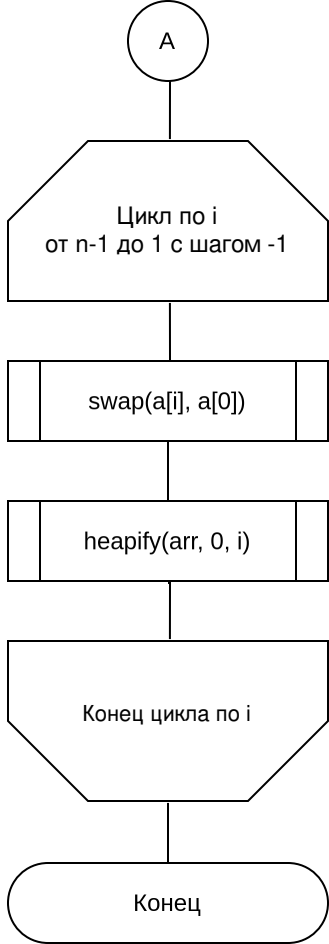 A
Цикл по i
от n-1 до 1 с шагом -1
swap(a[i], a[0])
heapify(arr, 0, i)
Конец цикла по i
Конец